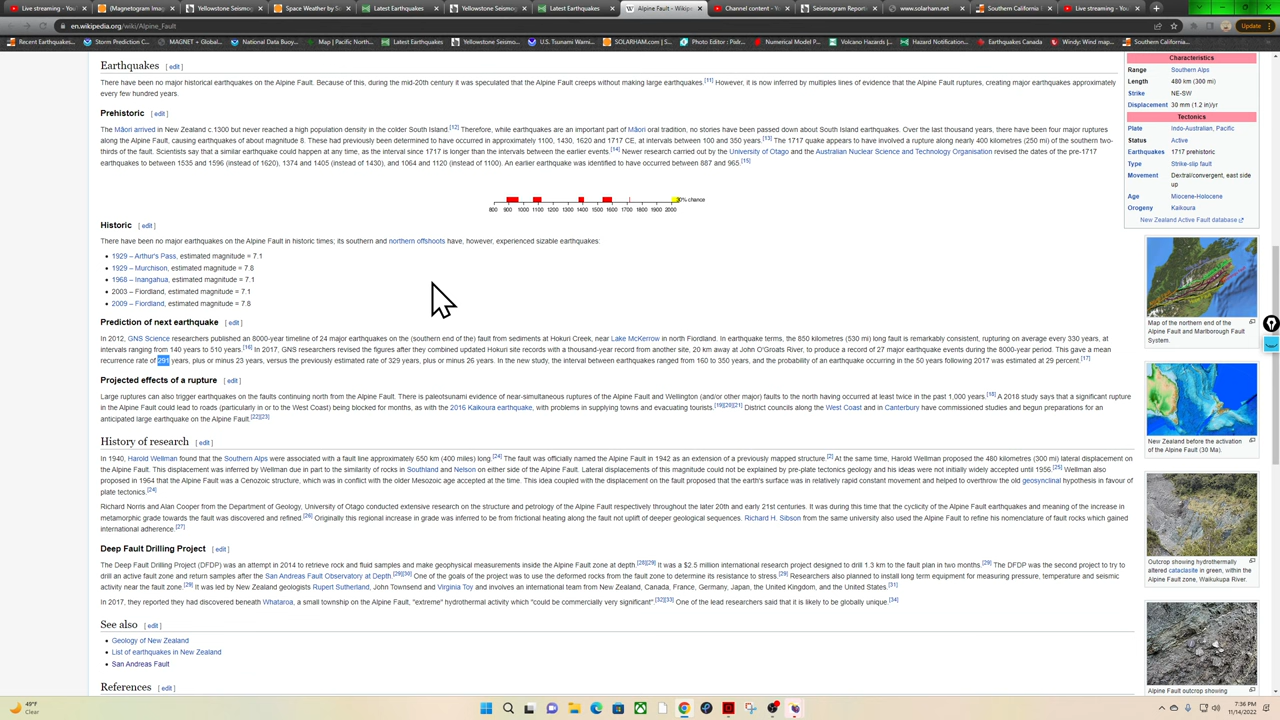 Live streaming - You
(Magnetogram Image
Yellowstone Seismo
Space Weather by So
Latest Earthquakes
Yellowstone Seismo
Latest Earthquakes
Alpine Fault - Wikip
Channel content - Yo
Seismogram Report
www.solarham.net
Southern California
Live streaming - You
en.wikipedia.org/wiki/Alpine_Fault
Update
Recent Earthquakes...
Storm Prediction C...
MAGNET + Global...
National Data Buoy...
Map | Pacific North...
Latest Earthquakes
Yellowstone Seismo...
U.S. Tsunami Warni...
SOLARHAM.com | S...
Photo Editor : Pixlr...
Numerical Model P...
Volcano Hazards |...
Hazard Notification...
Earthquakes Canada
Windy: Wind map...
Southern California...
Earthquakes [ edit ]
There have been no major historical earthquakes on the Alpine Fault. Because of this, during the mid-20th century it was speculated that the Alpine Fault creeps without making large earthquakes.[11] However, it is now inferred by multiples lines of evidence that the Alpine Fault ruptures, creating major earthquakes approximately
every few hundred years.
Prehistoric [ edit ]
The Māori arrived in New Zealand c.1300 but never reached a high population density in the colder South Island.[12] Therefore, while earthquakes are an important part of Māori oral tradition, no stories have been passed down about South Island earthquakes. Over the last thousand years, there have been four major ruptures
along the Alpine Fault, causing earthquakes of about magnitude 8. These had previously been determined to have occurred in approximately 1100, 1430, 1620 and 1717 CE, at intervals between 100 and 350 years.[13] The 1717 quake appears to have involved a rupture along nearly 400 kilometres (250 mi) of the southern two-
thirds of the fault. Scientists say that a similar earthquake could happen at any time, as the interval since 1717 is longer than the intervals between the earlier events.[14] Newer research carried out by the University of Otago and the Australian Nuclear Science and Technology Organisation revised the dates of the pre-1717
earthquakes to between 1535 and 1596 (instead of 1620), 1374 and 1405 (instead of 1430), and 1064 and 1120 (instead of 1100). An earlier earthquake was identified to have occurred between 887 and 965.[15]
30% chance
800 900 1000 1100 1200 1300 1400 1500 1600 1700 1800 1900 2000
Historic [ edit ]
There have been no major earthquakes on the Alpine Fault in historic times; its southern and northern offshoots have, however, experienced sizable earthquakes:
• 1929 – Arthur's Pass, estimated magnitude = 7.1
• 1929 – Murchison, estimated magnitude = 7.8
• 1968 – Inangahua, estimated magnitude = 7.1
• 2003 – Fiordland, estimated magnitude = 7.1
• 2009 – Fiordland, estimated magnitude = 7.8
Prediction of next earthquake [ edit ]
In 2012, GNS Science researchers published an 8000-year timeline of 24 major earthquakes on the (southern end of the) fault from sediments at Hokuri Creek, near Lake McKerrow in north Fiordland. In earthquake terms, the 850 kilometres (530 mi) long fault is remarkably consistent, rupturing on average every 330 years, at
intervals ranging from 140 years to 510 years.[16] In 2017, GNS researchers revised the figures after they combined updated Hokuri site records with a thousand-year record from another site, 20 km away at John O'Groats River, to produce a record of 27 major earthquake events during the 8000-year period. This gave a mean
recurrence rate of 291 years, plus or minus 23 years, versus the previously estimated rate of 329 years, plus or minus 26 years. In the new study, the interval between earthquakes ranged from 160 to 350 years, and the probability of an earthquake occurring in the 50 years following 2017 was estimated at 29 percent.[17]
Projected effects of a rupture [ edit ]
Large ruptures can also trigger earthquakes on the faults continuing north from the Alpine Fault. There is paleotsunami evidence of near-simultaneous ruptures of the Alpine Fault and Wellington (and/or other major) faults to the north having occurred at least twice in the past 1,000 years.[18] A 2018 study says that a significant rupture
in the Alpine Fault could lead to roads (particularly in or to the West Coast) being blocked for months, as with the 2016 Kaikoura earthquake, with problems in supplying towns and evacuating tourists.[19][20][21] District councils along the West Coast and in Canterbury have commissioned studies and begun preparations for an
anticipated large earthquake on the Alpine Fault.[22][23]
History of research [ edit ]
In 1940, Harold Wellman found that the Southern Alps were associated with a fault line approximately 650 km (400 miles) long.[24] The fault was officially named the Alpine Fault in 1942 as an extension of a previously mapped structure.[2] At the same time, Harold Wellman proposed the 480 kilometres (300 mi) lateral displacement on
the Alpine Fault. This displacement was inferred by Wellman due in part to the similarity of rocks in Southland and Nelson on either side of the Alpine Fault. Lateral displacements of this magnitude could not be explained by pre-plate tectonics geology and his ideas were not initially widely accepted until 1956.[25] Wellman also
proposed in 1964 that the Alpine Fault was a Cenozoic structure, which was in conflict with the older Mesozoic age accepted at the time. This idea coupled with the displacement on the fault proposed that the earth's surface was in relatively rapid constant movement and helped to overthrow the old geosynclinal hypothesis in favour of
plate tectonics.[24]
Richard Norris and Alan Cooper from the Department of Geology, University of Otago conducted extensive research on the structure and petrology of the Alpine Fault respectively throughout the later 20th and early 21st centuries. It was during this time that the cyclicity of the Alpine Fault earthquakes and meaning of the increase in
metamorphic grade towards the fault was discovered and refined.[26] Originally this regional increase in grade was inferred to be from frictional heating along the fault not uplift of deeper geological sequences. Richard H. Sibson from the same university also used the Alpine Fault to refine his nomenclature of fault rocks which gained
international adherence.[27]
Deep Fault Drilling Project [ edit ]
The Deep Fault Drilling Project (DFDP) was an attempt in 2014 to retrieve rock and fluid samples and make geophysical measurements inside the Alpine Fault zone at depth.[28][29] It was a $2.5 million international research project designed to drill 1.3 km to the fault plan in two months.[29] The DFDP was the second project to try to
drill an active fault zone and return samples after the San Andreas Fault Observatory at Depth.[29][30] One of the goals of the project was to use the deformed rocks from the fault zone to determine its resistance to stress.[29] Researchers also planned to install long term equipment for measuring pressure, temperature and seismic
activity near the fault zone.[29] It was led by New Zealand geologists Rupert Sutherland, John Townend and Virginia Toy and involves an international team from New Zealand, Canada, France, Germany, Japan, the United Kingdom, and the United States.[31]
In 2017, they reported they had discovered beneath Whataroa, a small township on the Alpine Fault, "extreme" hydrothermal activity which "could be commercially very significant".[32][33] One of the lead researchers said that it is likely to be globally unique.[34]
See also [ edit ]
• Geology of New Zealand
• List of earthquakes in New Zealand
• San Andreas Fault
References [ edit ]
Characteristics
Range Southern Alps
Length 480 km (300 mi)
Strike NE-SW
Displacement 30 mm (1.2 in)/yr
Tectonics
Plate Indo-Australian, Pacific
Status Active
Earthquakes 1717 prehistoric
Type Strike-slip fault
Movement Dextral/convergent, east side
up
Age Miocene-Holocene
Orogeny Kaikoura
New Zealand Active Fault database
Map of the northern end of the
Alpine Fault and Marlborough Fault
System.
New Zealand before the activation
of the Alpine Fault (30 Ma).
Outcrop showing hydrothermally
altered cataclasite in green, within the
Alpine Fault zone, Waikukupa River.
Alpine Fault outcrop showing
49°F
Clear
7:36 PM
11/14/2022